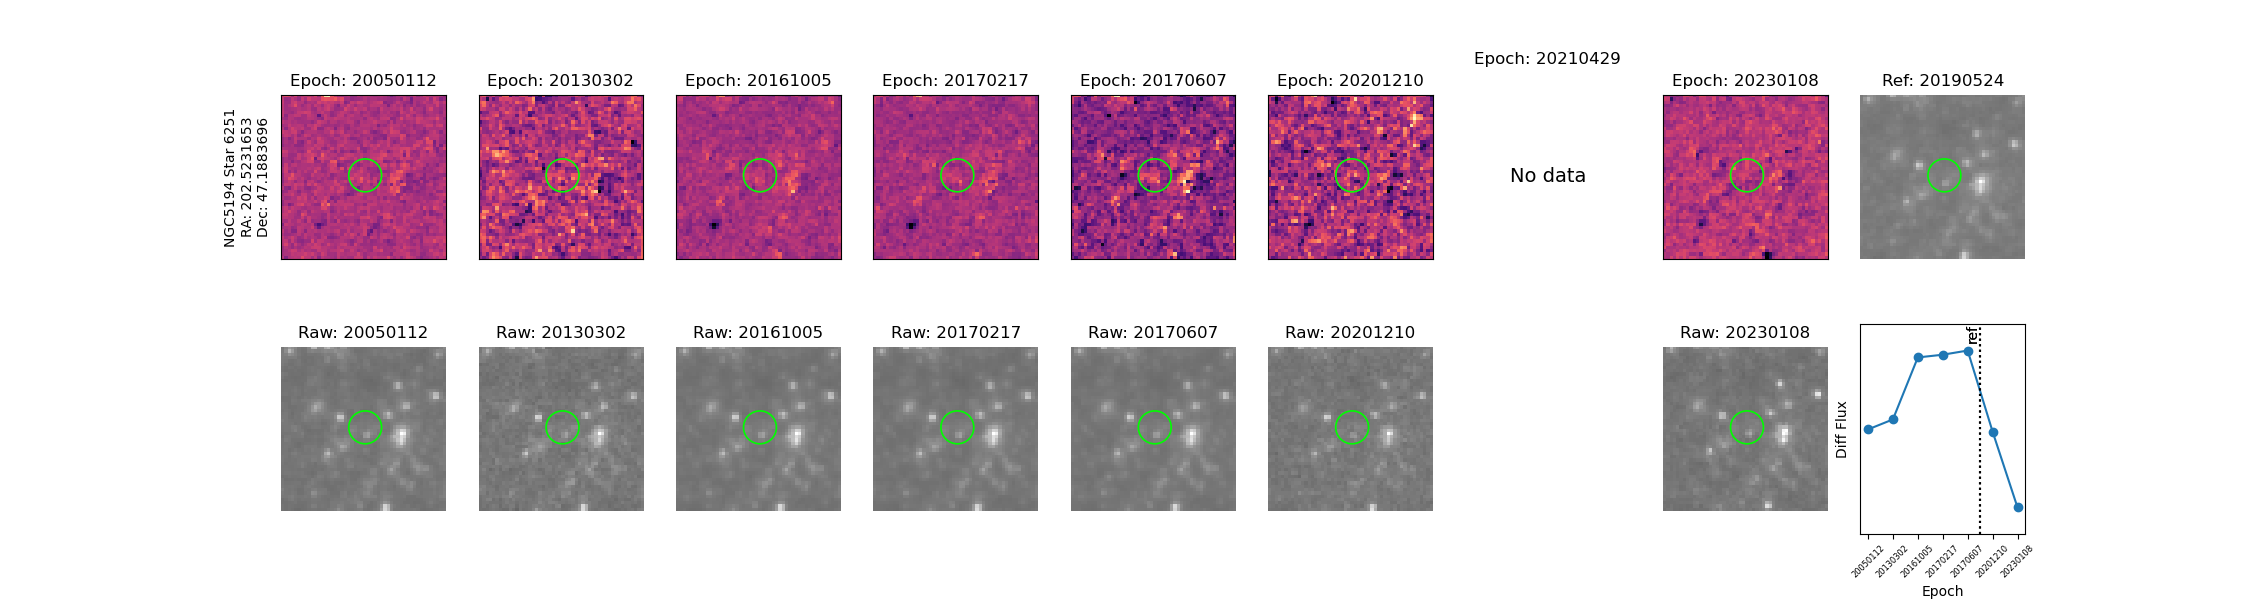 Epoch: 20210429
Epoch: 20050112
Epoch: 20130302
Epoch: 20161005
Epoch: 20170217
Epoch: 20170607
Epoch: 20201210
Epoch: 20230108
Ref: 20190524
NGC5194 Star 6251
RA: 202.5231653
Dec: 47.1883696
No data
Raw: 20050112
Raw: 20130302
Raw: 20161005
Raw: 20170217
Raw: 20170607
Raw: 20201210
Raw: 20230108
ref
Diff Flux
20050112
20130302
20161005
20170217
20170607
20201210
20230108
Epoch